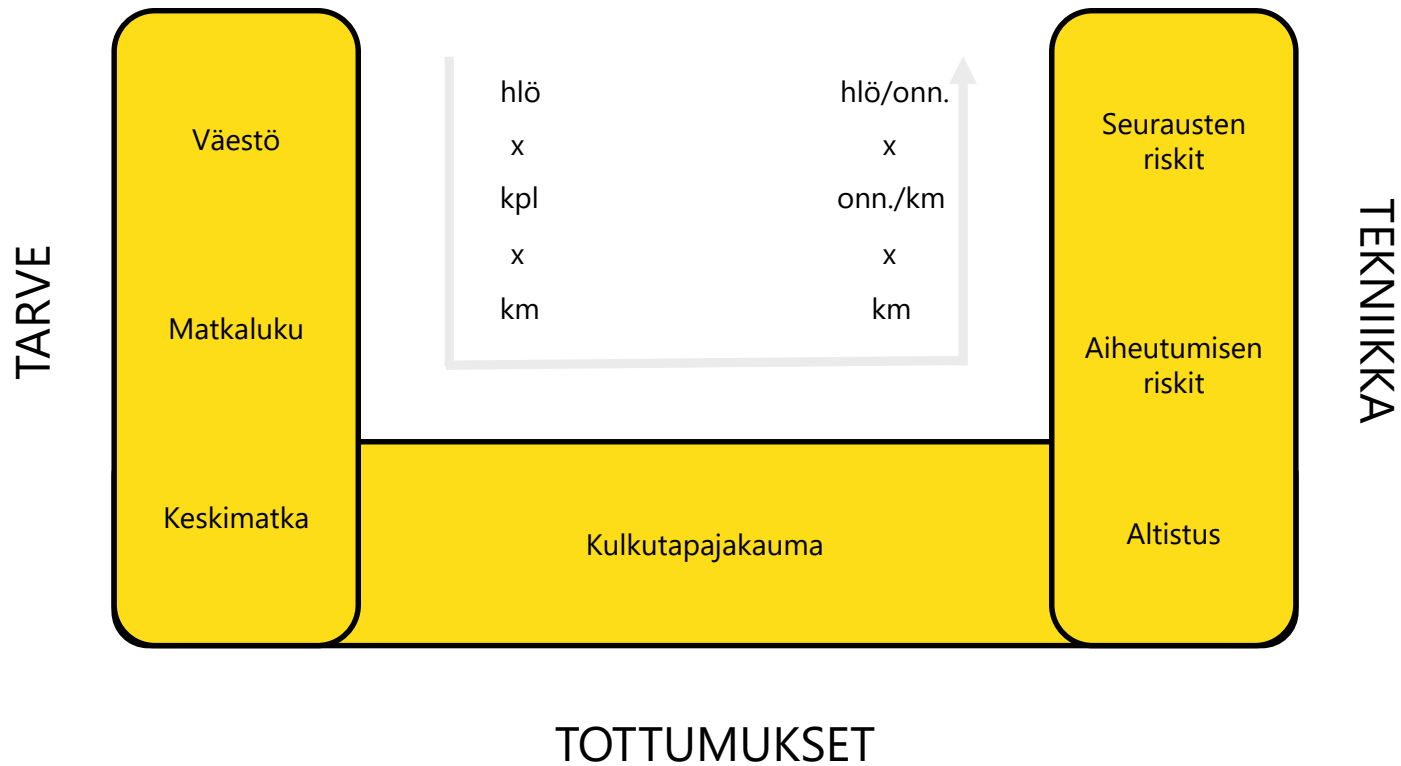 TARVE
Väestö
Matkaluku
Keskimatka
hlö
x
kpl
x
km
hlö/onn.
x
onn./km
x
km
Kulkutapajakauma
Seurausten
riskit
Aiheutumisen
riskit
Altistus
TEKNIIKKA
TOTTUMUKSET